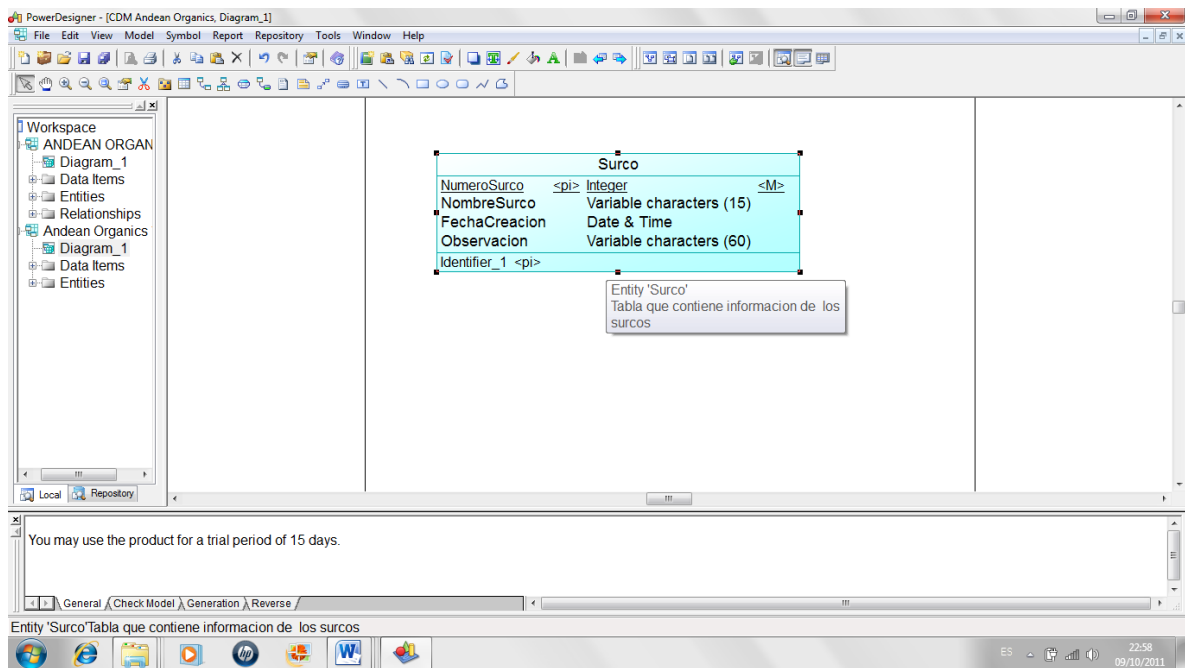 PowerDesigner - [CDM Andean Organics, Diagram_1]
File Edit View Model Symbol Report Repository Tools Window Help
Workspace
ANDEAN ORGAN
Diagram_1
Data Items
Entities
Relationships
Andean Organics
Diagram_1
Data Items
Entities
Local Repository
Surco
NumeroSurco <pi> Integer <M>
NombreSurco Variable characters (15)
FechaCreacion Date & Time
Observacion Variable characters (60)
Identifier_1 <pi>
Entity 'Surco'
Tabla que contiene informacion de los
surcos
You may use the product for a trial period of 15 days.
General Check Model Generation Reverse
Entity 'Surco'Tabla que contiene informacion de los surcos
ES 22:58
09/10/2011